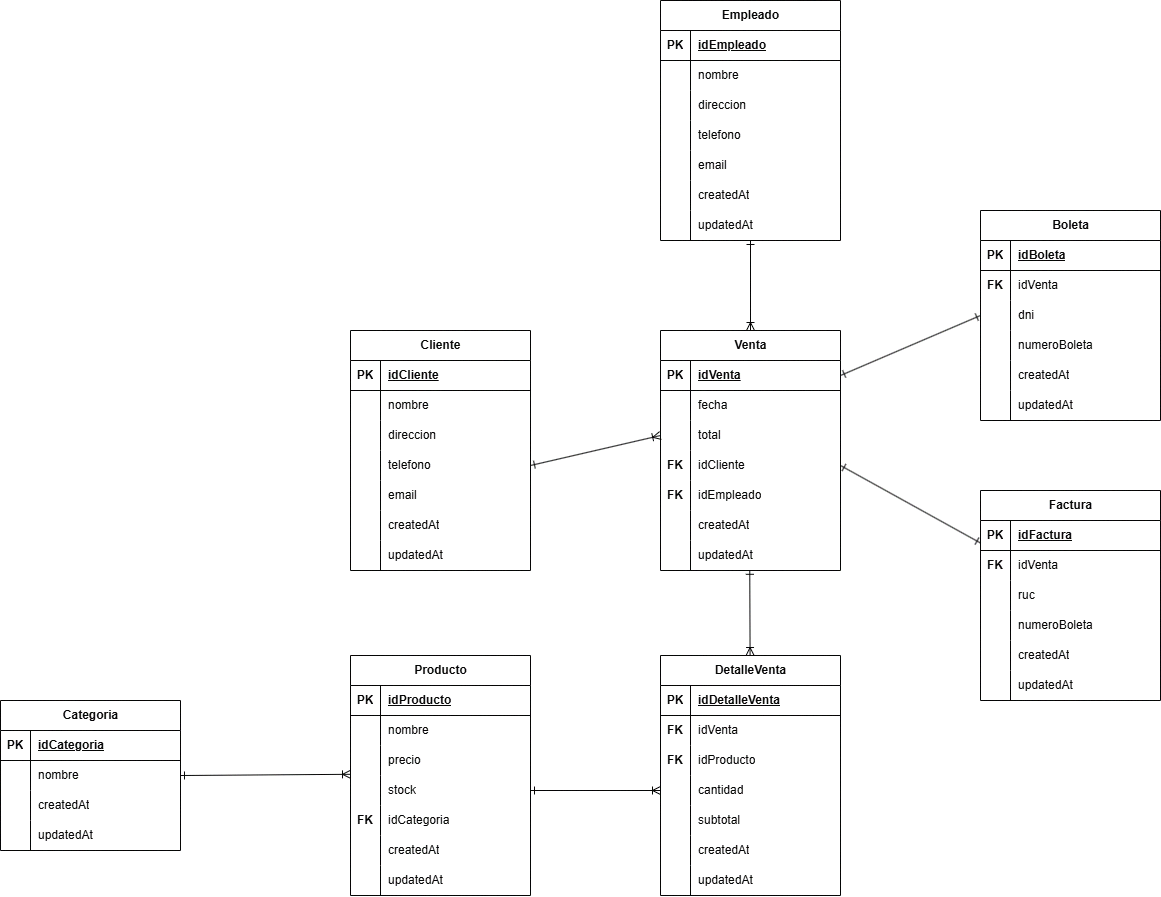 Empleado
PK idEmpleado
nombre
direccion
telefono
email
createdAt
updatedAt
Boleta
PK idBoleta
FK idVenta
dni
numeroBoleta
createdAt
updatedAt
Cliente
PK idCliente
nombre
direccion
telefono
email
createdAt
updatedAt
Venta
PK idVenta
fecha
total
FK idCliente
FK idEmpleado
createdAt
updatedAt
Factura
PK idFactura
FK idVenta
ruc
numeroBoleta
createdAt
updatedAt
Categoria
PK idCategoria
nombre
createdAt
updatedAt
Producto
PK idProducto
nombre
precio
stock
FK idCategoria
createdAt
updatedAt
DetalleVenta
PK idDetalleVenta
FK idVenta
FK idProducto
cantidad
subtotal
createdAt
updatedAt